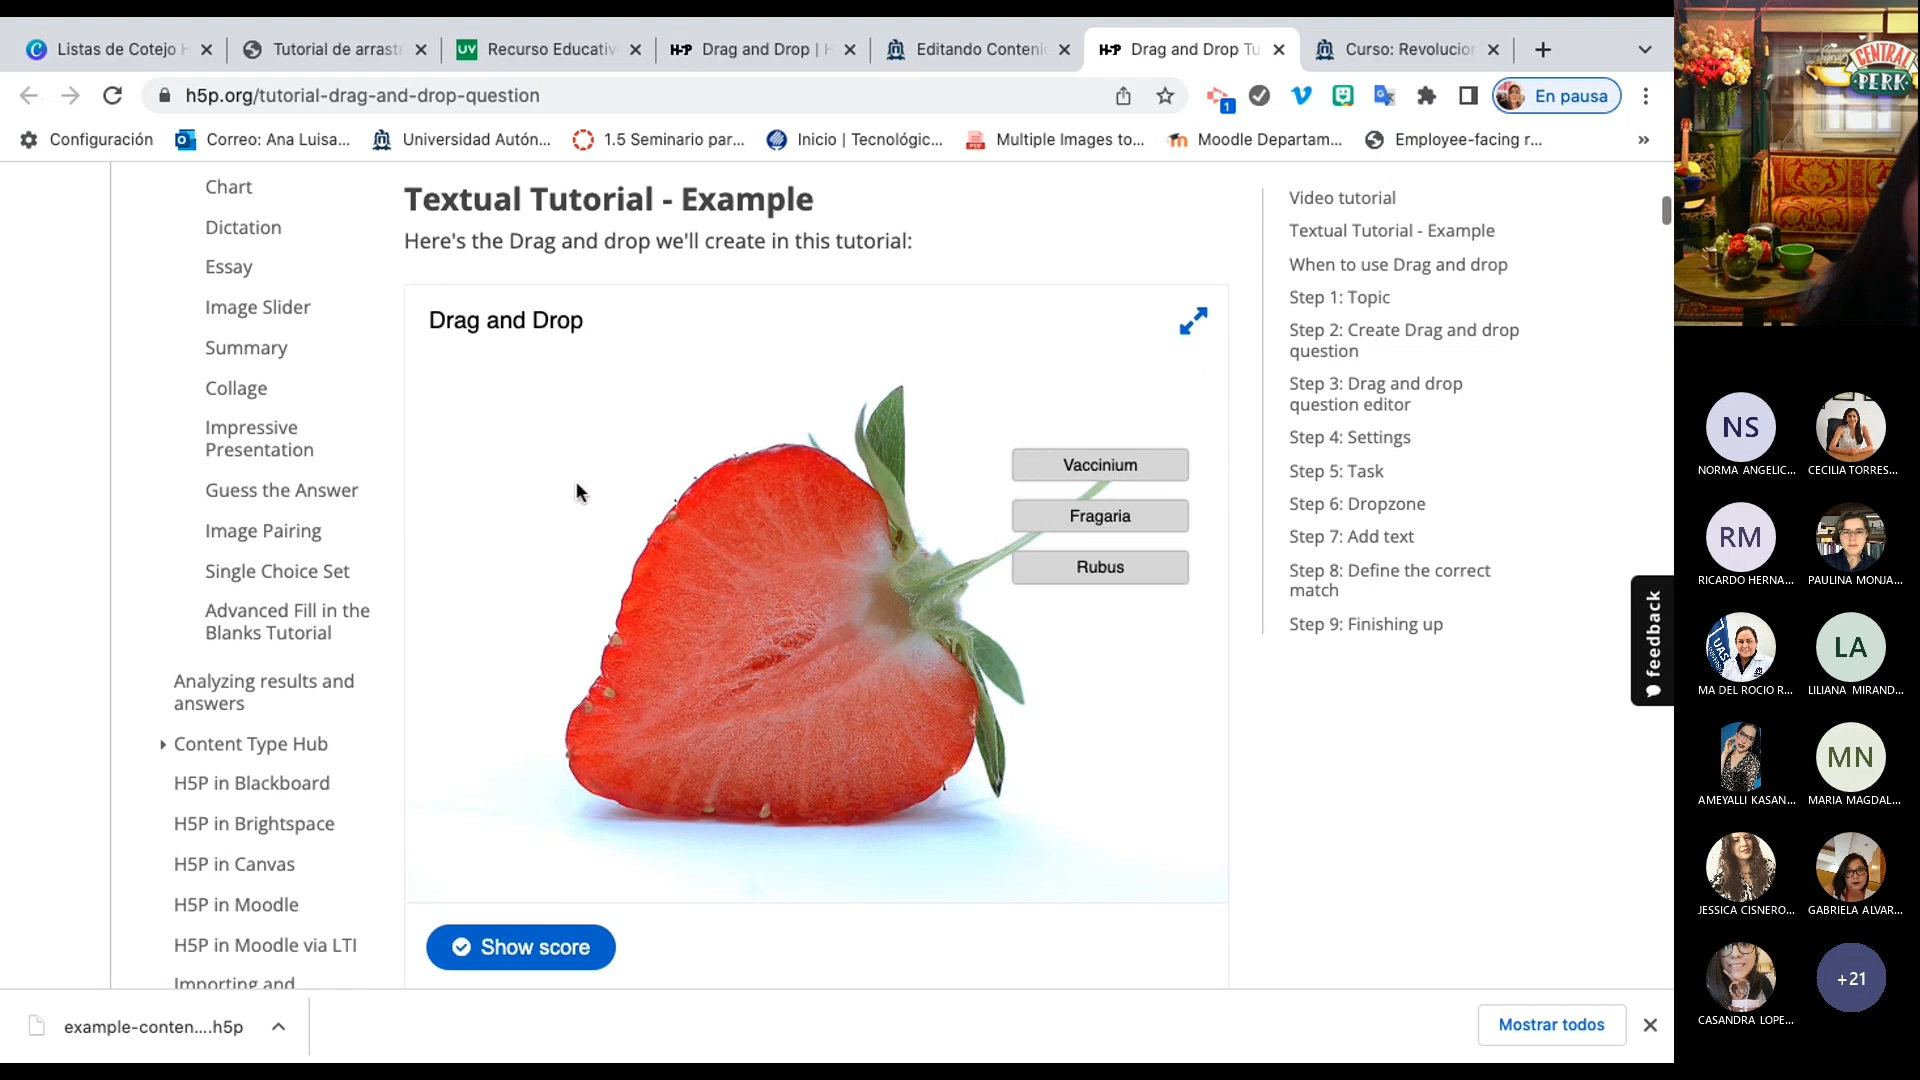 Listas de Cotejo H
Tutorial de arrastr
UV
Recurso Educativ
H-P
Drag and Drop | H
Editando Conteni
H-P
Drag and Drop Tu
Curso: Revolucior
h5p.org/tutorial-drag-and-drop-question
1
En pausa
Configuración
Correo: Ana Luisa...
Universidad Autón...
1.5 Seminario par...
Inicio | Tecnológic...
PDF
Multiple Images to...
Moodle Departam...
Employee-facing r...
»
Chart
Dictation
Essay
Image Slider
Summary
Collage
Impressive
Presentation
Guess the Answer
Image Pairing
Single Choice Set
Advanced Fill in the
Blanks Tutorial
Analyzing results and
answers
Content Type Hub
H5P in Blackboard
H5P in Brightspace
H5P in Canvas
H5P in Moodle
H5P in Moodle via LTI
Importing and
Textual Tutorial - Example
Here's the Drag and drop we'll create in this tutorial:
Drag and Drop
Vaccinium
Fragaria
Rubus
Show score
Video tutorial
Textual Tutorial - Example
When to use Drag and drop
Step 1: Topic
Step 2: Create Drag and drop
question
Step 3: Drag and drop
question editor
Step 4: Settings
Step 5: Task
Step 6: Dropzone
Step 7: Add text
Step 8: Define the correct
match
Step 9: Finishing up
feedback
example-conten....h5p
Mostrar todos
CENTRAL
PERK
NS
NORMA ANGELIC...
CECILIA TORRES...
RM
RICARDO HERNA...
PAULINA MONJA...
UAS
MA DEL ROCIO R...
LA
LILIANA MIRAND...
AMEYALLI KASAN...
MN
MARIA MAGDAL...
JESSICA CISNERO...
GABRIELA ALVAR...
CASANDRA LOPE...
+21